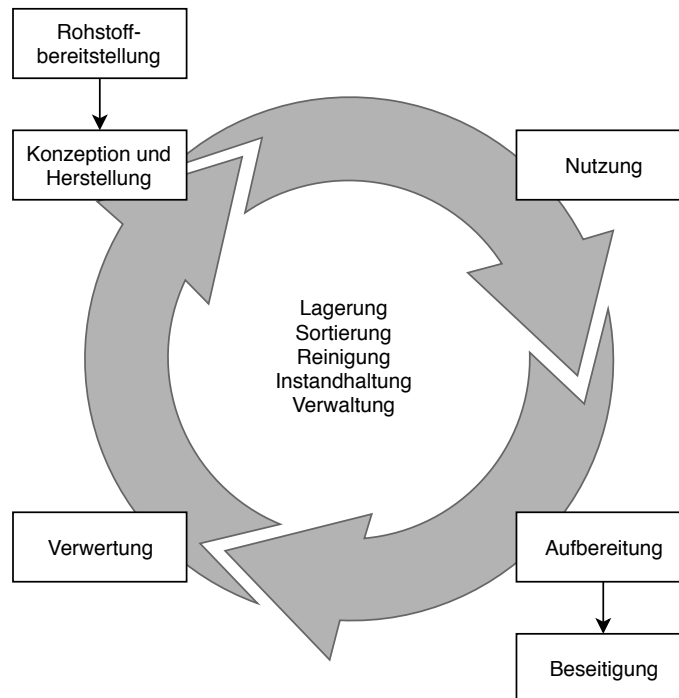 Rohstoff-
bereitstellung
Konzeption und
Herstellung
Nutzung
Lagerung
Sortierung
Reinigung
Instandhaltung
Verwaltung
Verwertung
Aufbereitung
Beseitigung